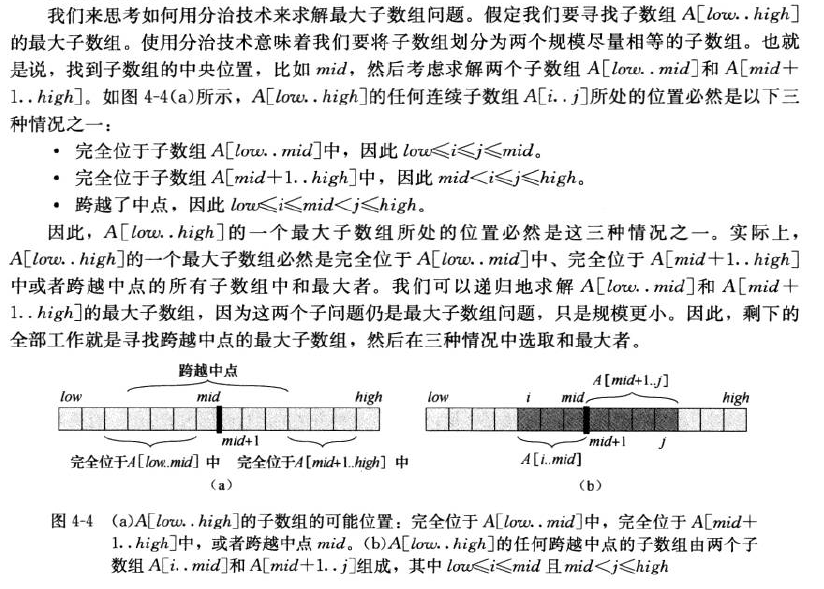 我们来思考如何用分治技术来求解最大子数组问题。假定我们要寻找子数组 A[low..high]
的最大子数组。使用分治技术意味着我们要将子数组划分为两个规模尽量相等的子数组。也就
是说，找到子数组的中央位置，比如 mid，然后考虑求解两个子数组 A[low..mid]和 A[mid+
1..high]。如图 4-4(a)所示，A[low..high]的任何连续子数组 A[i..j]所处的位置必然是以下三
种情况之一：
• 完全位于子数组 A[low..mid]中，因此 low≤i≤j≤mid。
• 完全位于子数组 A[mid+1..high]中，因此 mid<i≤j≤high。
• 跨越了中点，因此 low≤i≤mid<j≤high。
因此，A[low..high]的一个最大子数组所处的位置必然是这三种情况之一。实际上，
A[low..high]的一个最大子数组必然是完全位于 A[low..mid]中、完全位于 A[mid+1..high]
中或者跨越中点的所有子数组中和最大者。我们可以递归地求解 A[low..mid]和 A[mid+
1..high]的最大子数组，因为这两个子问题仍是最大子数组问题，只是规模更小。因此，剩下的
全部工作就是寻找跨越中点的最大子数组，然后在三种情况中选取和最大者。
跨越中点
low mid high
mid+1
完全位于A[low..mid] 中 完全位于A[mid+1..high] 中
(a)
A[mid+1..j]
low i mid high
mid+1 j
A[i..mid]
(b)
图 4-4 (a)A[low..high]的子数组的可能位置：完全位于 A[low..mid]中，完全位于 A[mid+
1..high]中，或者跨越中点 mid。(b)A[low..high]的任何跨越中点的子数组由两个子
数组 A[i..mid]和 A[mid+1..j]组成，其中 low≤i≤mid 且 mid<j≤high